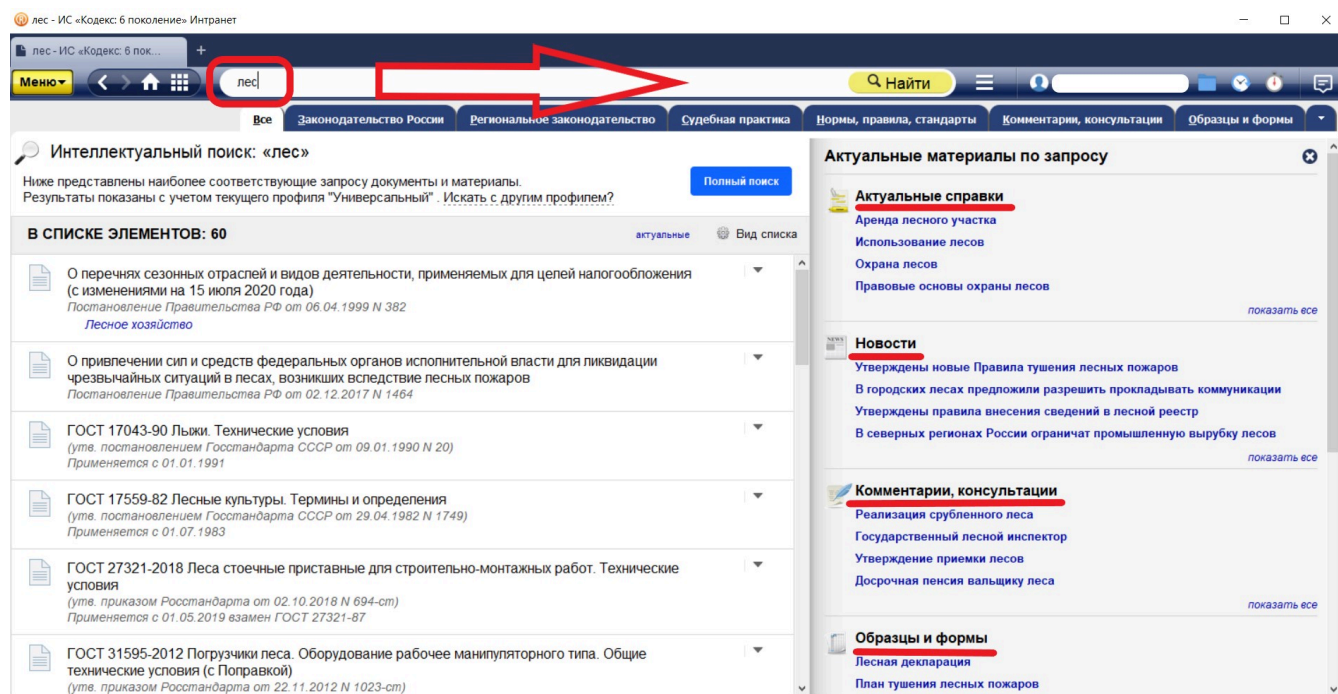 лес - ИС «Кодекс: 6 поколение» Интранет
лес - ИС «Кодекс: 6 пок...
Меню
лес
Найти
Все Законодательство России Региональное законодательство Судебная практика Нормы, правила, стандарты Комментарии, консультации Образцы и формы
Интеллектуальный поиск: «лес»
Ниже представлены наиболее соответствующие запросу документы и материалы.
Результаты показаны с учетом текущего профиля "Универсальный" . Искать с другим профилем?
Полный поиск
В СПИСКЕ ЭЛЕМЕНТОВ: 60
актуальные
Вид списка
О перечнях сезонных отраслей и видов деятельности, применяемых для целей налогообложения
(с изменениями на 15 июля 2020 года)
Постановление Правительства РФ от 06.04.1999 N 382
Лесное хозяйство
О привлечении сил и средств федеральных органов исполнительной власти для ликвидации
чрезвычайных ситуаций в лесах, возникших вследствие лесных пожаров
Постановление Правительства РФ от 02.12.2017 N 1464
ГОСТ 17043-90 Лыжи. Технические условия
(утв. постановлением Госстандарта СССР от 09.01.1990 N 20)
Применяется с 01.01.1991
ГОСТ 17559-82 Лесные культуры. Термины и определения
(утв. постановлением Госстандарта СССР от 29.04.1982 N 1749)
Применяется с 01.07.1983
ГОСТ 27321-2018 Леса стоечные приставные для строительно-монтажных работ. Технические
условия
(утв. приказом Росстандарта от 02.10.2018 N 694-ст)
Применяется с 01.05.2019 взамен ГОСТ 27321-87
ГОСТ 31595-2012 Погрузчики леса. Оборудование рабочее манипуляторного типа. Общие
технические условия (с Поправкой)
(утв. приказом Росстандарта от 22.11.2012 N 1023-ст)
Актуальные материалы по запросу
Актуальные справки
Аренда лесного участка
Использование лесов
Охрана лесов
Правовые основы охраны лесов
показать все
NEWS
Новости
Утверждены новые Правила тушения лесных пожаров
В городских лесах предложили разрешить прокладывать коммуникации
Утверждены правила внесения сведений в лесной реестр
В северных регионах России ограничат промышленную вырубку лесов
показать все
Комментарии, консультации
Реализация срубленного леса
Государственный лесной инспектор
Утверждение приемки лесов
Досрочная пенсия вальщику леса
показать все
Образцы и формы
Лесная декларация
План тушения лесных пожаров